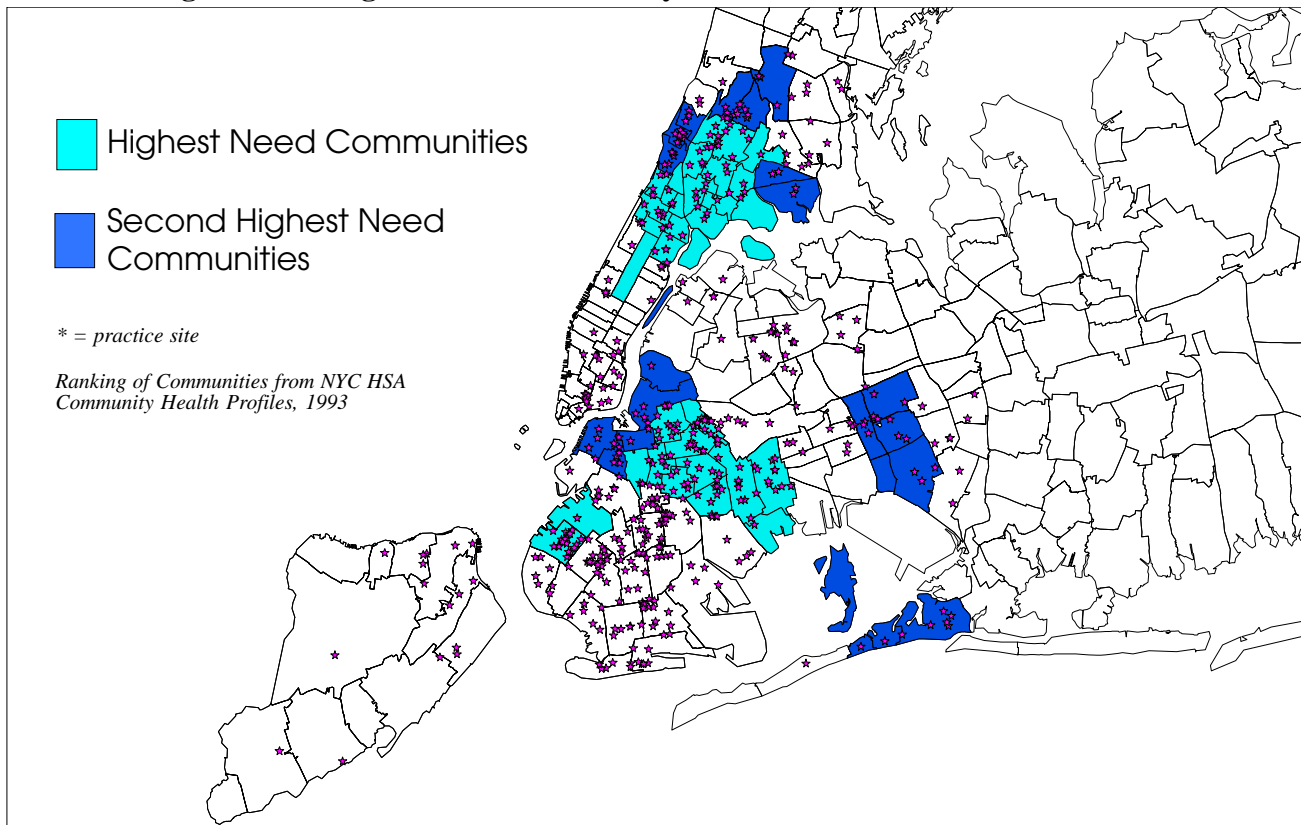 Highest Need Communities
Second Highest Need
Communities
* = practice site
Ranking of Communities from NYC HSA
Community Health Profiles, 1993